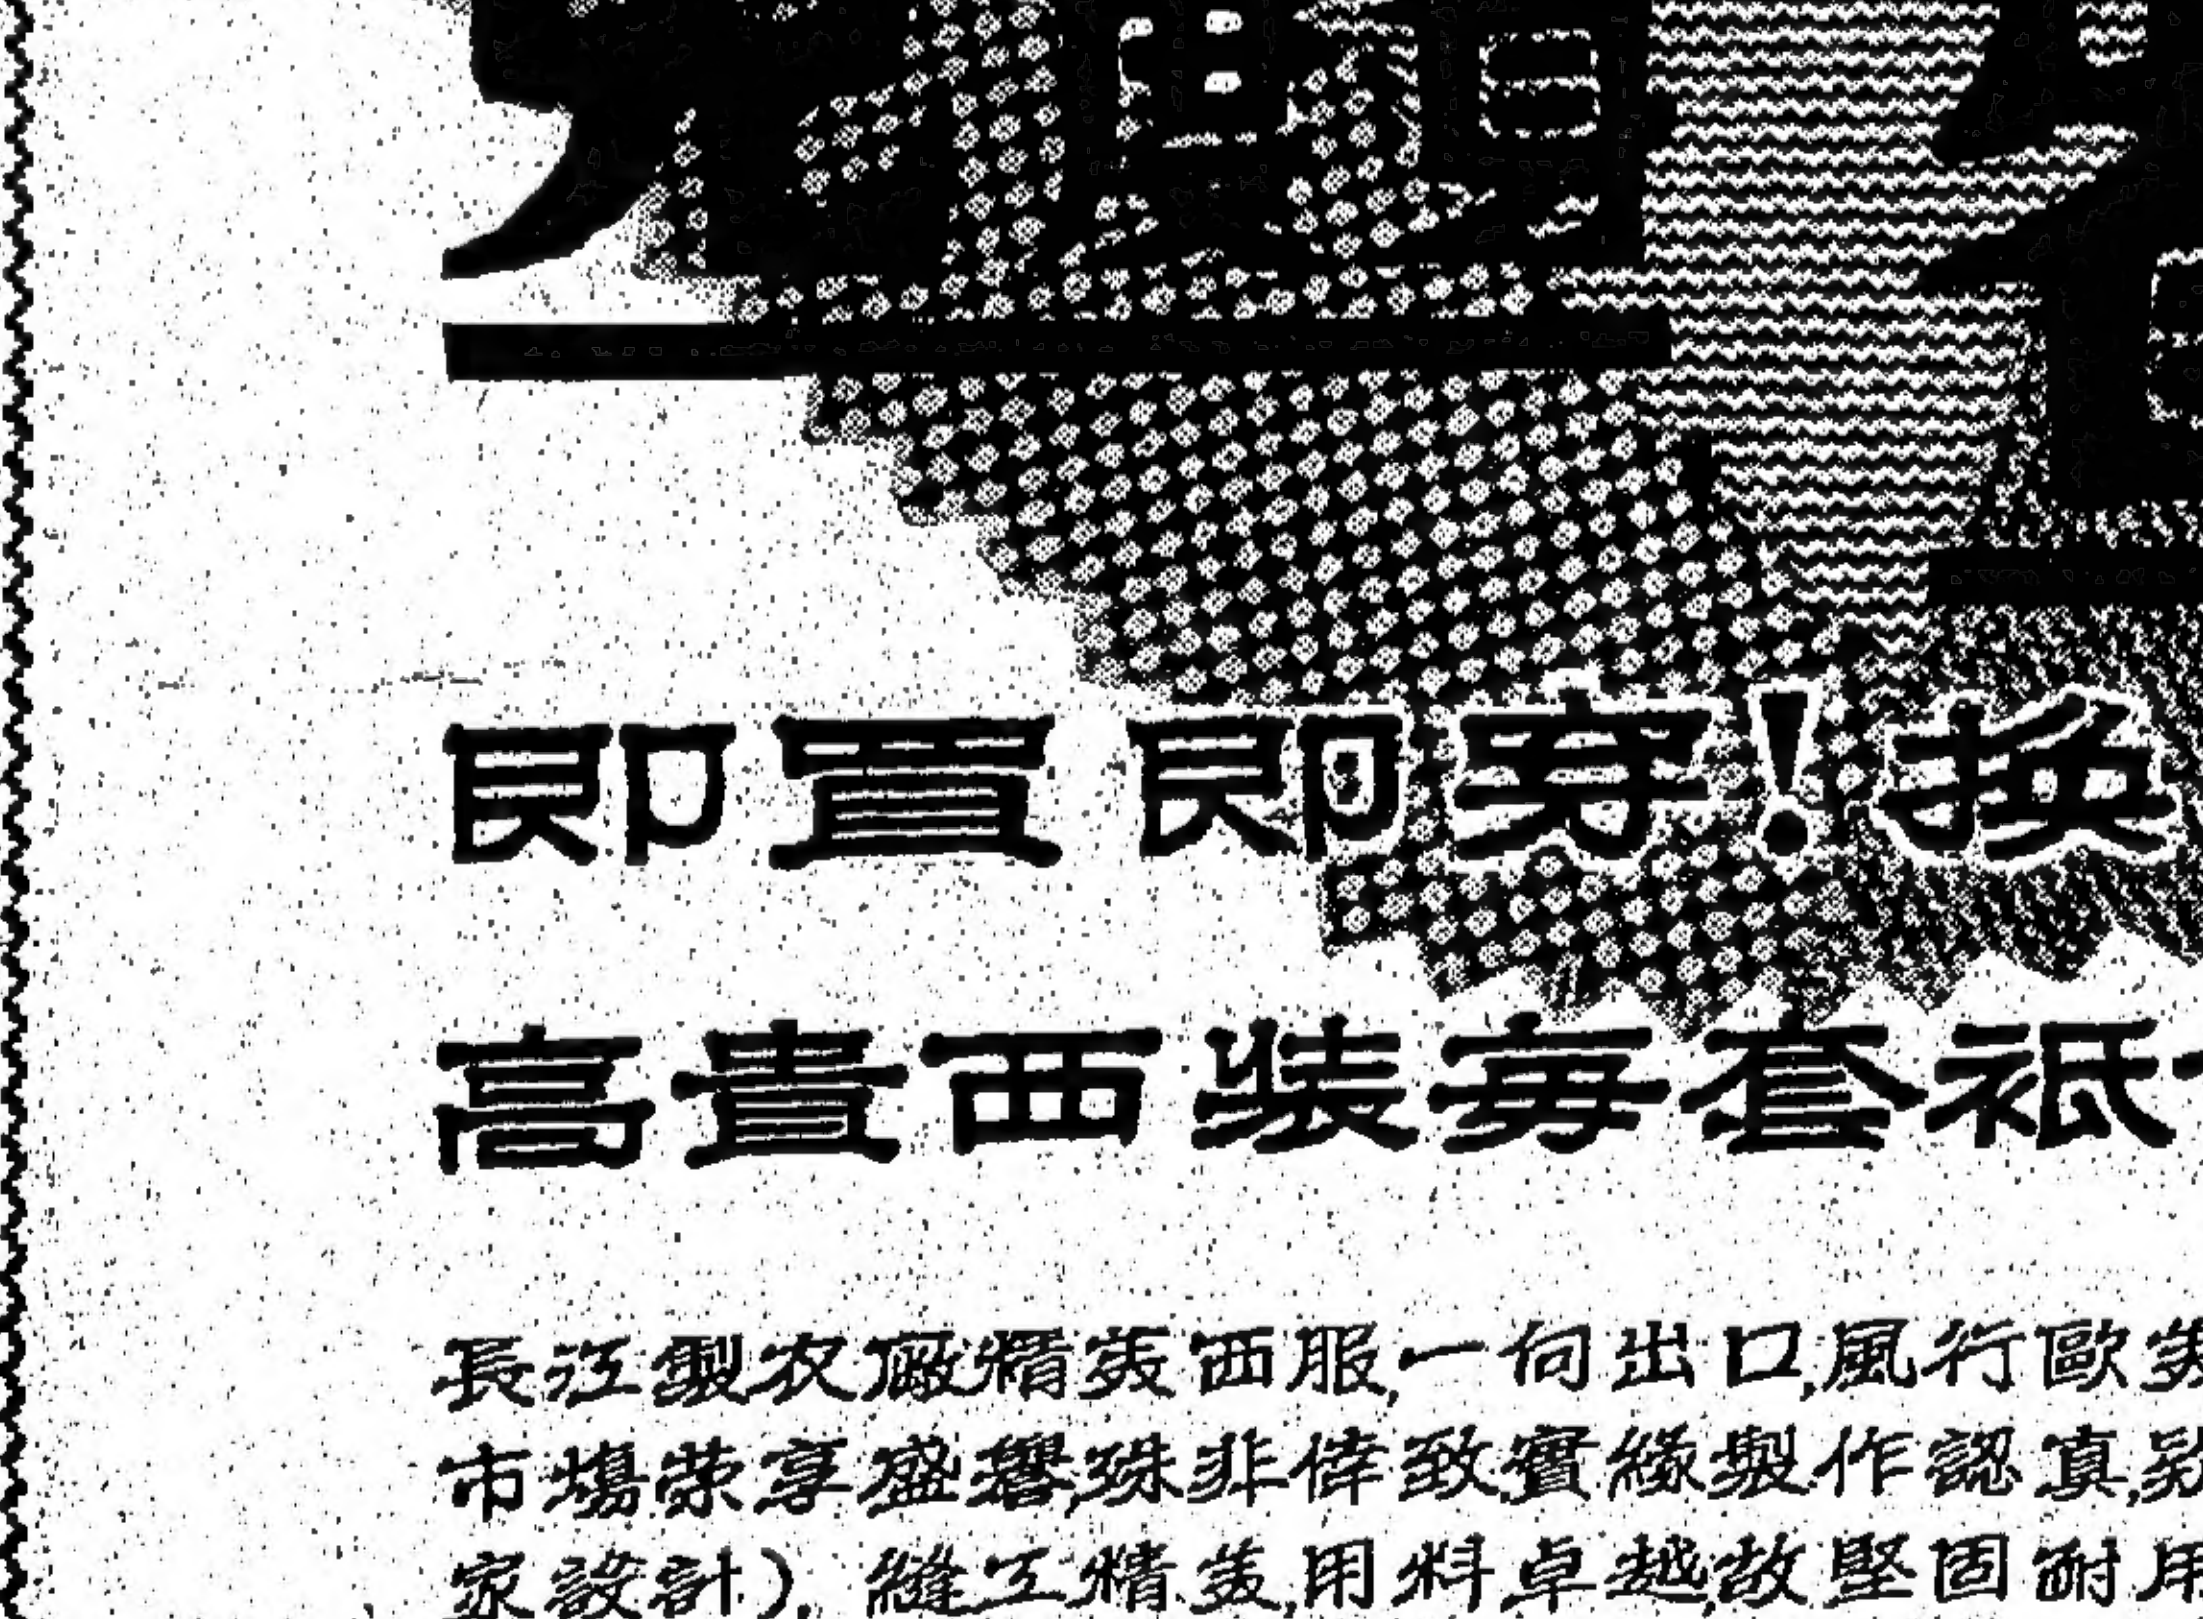 即買即穿!換
高貴西裝每套祇
長江製衣廠精美西服,一向出口,風行歐美
市場榮享盛譽,殊非倖致,實緣製作認真,
家設計),縫工精美,用料卓越,故堅固耐用